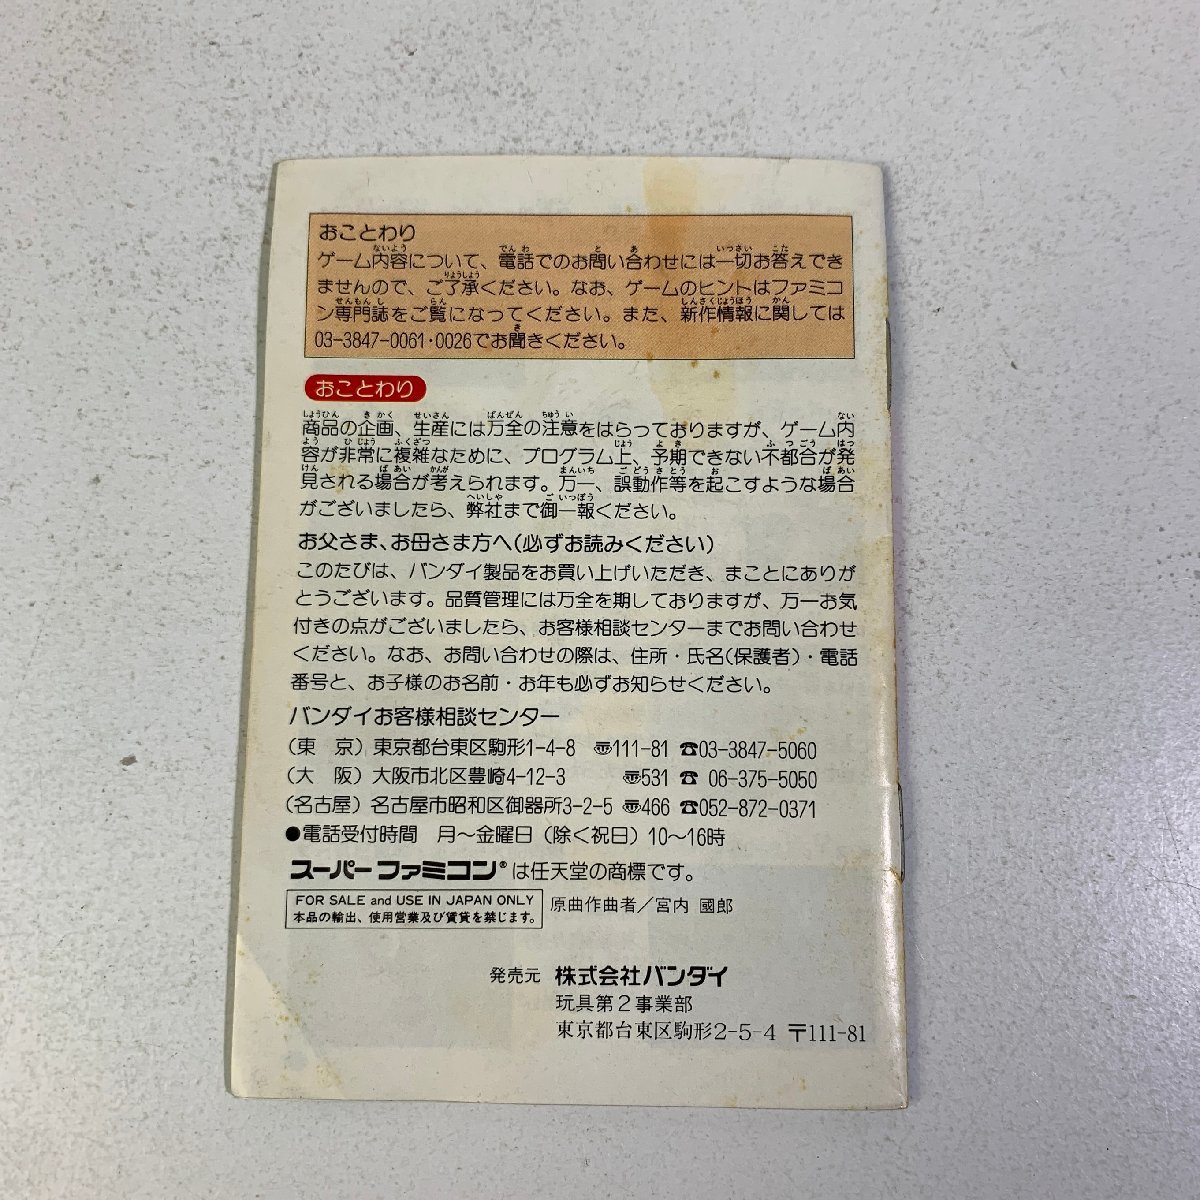 おことわり
ゲーム内容について、電話でのお問い合わせには一切お答えでき
ませんので、ご了承ください。なお、ゲームのヒントはファミコ
ン専門誌をご覧になってください。また、新作情報に関しては
03-3847-0061・0026でお聞きください。
おことわり
商品の企画、生産には万全の注意をはらっておりますが、ゲーム内
容が非常に複雑なために、プログラム上、予期できない不都合が発
見される場合が考えられます。万一、誤動作等を起こすような場合
がございましたら、弊社まで御一報ください。
お父さま、お母さま方へ(必ずお読みください)
このたびは、バンダイ製品をお買い上げいただき、まことにありが
とうございます。品質管理には万全を期しておりますが、万一お気
付きの点がございましたら、お客様相談センターまでお問い合わせ
ください。なお、お問い合わせの際は、住所・氏名(保護者)・電話
番号と、お子様のお名前・お年も必ずお知らせください。
バンダイお客様相談センター
(東 京) 東京都台東区駒形1-4-8 〠111-81 ☎03-3847-5060
(大 阪) 大阪市北区豊崎4-12-3 〠531 ☎ 06-375-5050
(名古屋) 名古屋市昭和区御器所3-2-5 〠466 ☎052-872-0371
●電話受付時間 月～金曜日 (除く祝日) 10～16時
スーパーファミコン®は任天堂の商標です。
FOR SALE and USE IN JAPAN ONLY
本品の輸出、使用営業及び賃貸を禁じます。
原曲作曲者／宮内 國郎
発売元 株式会社バンダイ
玩具第2事業部
東京都台東区駒形2-5-4 〒111-81